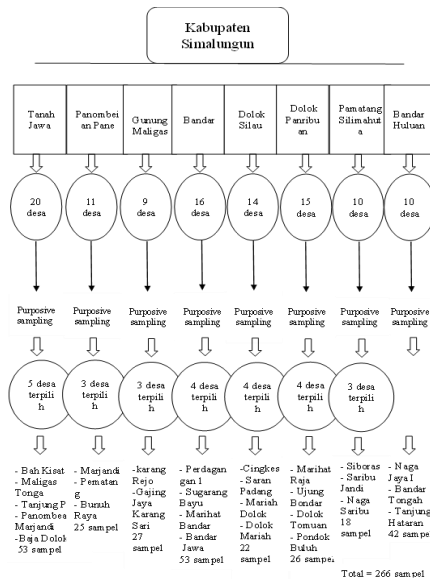 Kabupaten
Simalungun
Tanah
Jawa
Panombei
an Pane
Gunung
Maligas
Bandar
Dolok
Silau
Dolok
Panribu
an
Pamatang
Silimahut
a
Bandar
Huluan
20
desa
11
desa
9
desa
16
desa
14
desa
15
desa
10
desa
10
desa
Purposive
sampling
Purposive
sampling
Purposive
sampling
Purposive
sampling
Purposive
sampling
Purposive
sampling
Purposive
sampling
Purposive
sampling
5 desa
terpili
h
3 desa
terpili
h
3 desa
terpili
h
4 desa
terpili
h
4 desa
terpili
h
4 desa
terpili
h
3 desa
terpili
h
- Bah Kisat
- Maligas
Tonga
- Tanjung P
- Panombea
Marjandi
-Baja Dolok
53 sampel
- Marjandi
- Pematan
g
- Bunuh
Raya
25 sampel
-karang
Rejo
- Gajing
Jaya
Karang
Sari
27
sampel
- Perdagan
gan 1
- Sugarang
Bayu
- Marihat
Bandar
- Bandar
Jawa
53 sampel
- Cingkes
- Saran
Padang
- Mariah
Dolok
- Dolok
Mariah
22
sampel
- Marihat
Raja
- Ujung
Bondar
- Dolok
Tomuan
- Pondok
Buluh
26 sampel
- Siboras
- Saribu
Jandi
- Naga
Saribu
18
sampel
- Naga
Jaya I
- Bandar
Tongah
- Tanjung
Hataran
42 sampel
Total = 266 sampel